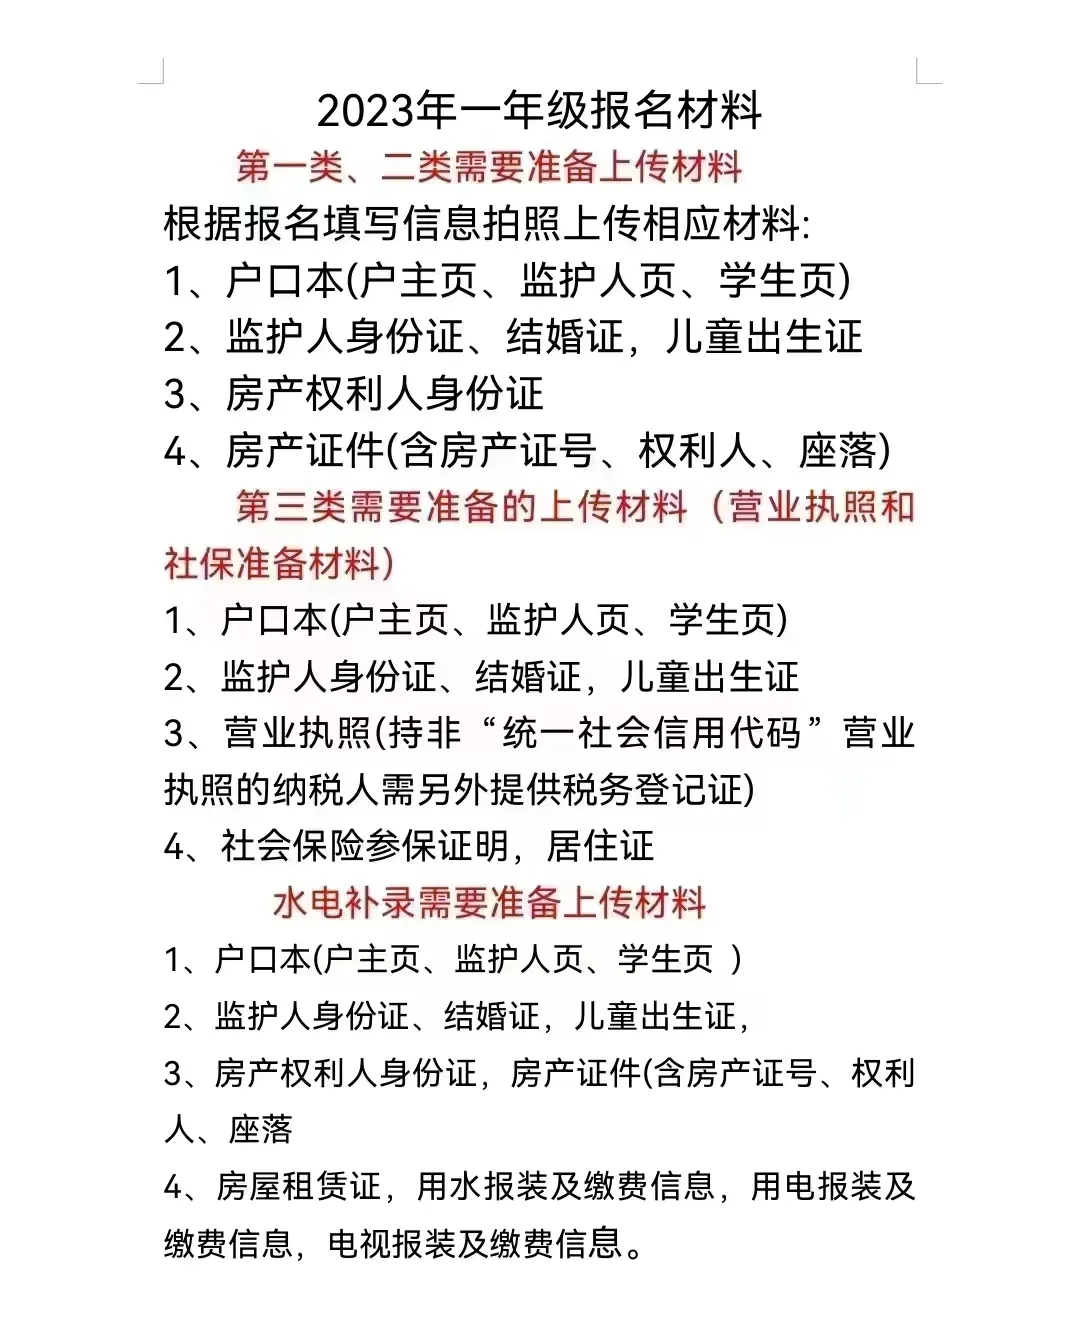 2023年一年级报名材料
第一类、二类需要准备上传材料
根据报名填写信息拍照上传相应材料:
1、户口本(户主页、监护人页、学生页)
2、监护人身份证、结婚证，儿童出生证
3、房产权利人身份证
4、房产证件(含房产证号、权利人、座落)
第三类需要准备的上传材料（营业执照和
社保准备材料）
1、户口本(户主页、监护人页、学生页)
2、监护人身份证、结婚证，儿童出生证
3、营业执照(持非“统一社会信用代码”营业
执照的纳税人需另外提供税务登记证)
4、社会保险参保证明，居住证
水电补录需要准备上传材料
1、户口本(户主页、监护人页、学生页 )
2、监护人身份证、结婚证，儿童出生证，
3、房产权利人身份证，房产证件(含房产证号、权利
人、座落
4、房屋租赁证，用水报装及缴费信息，用电报装及
缴费信息，电视报装及缴费信息。